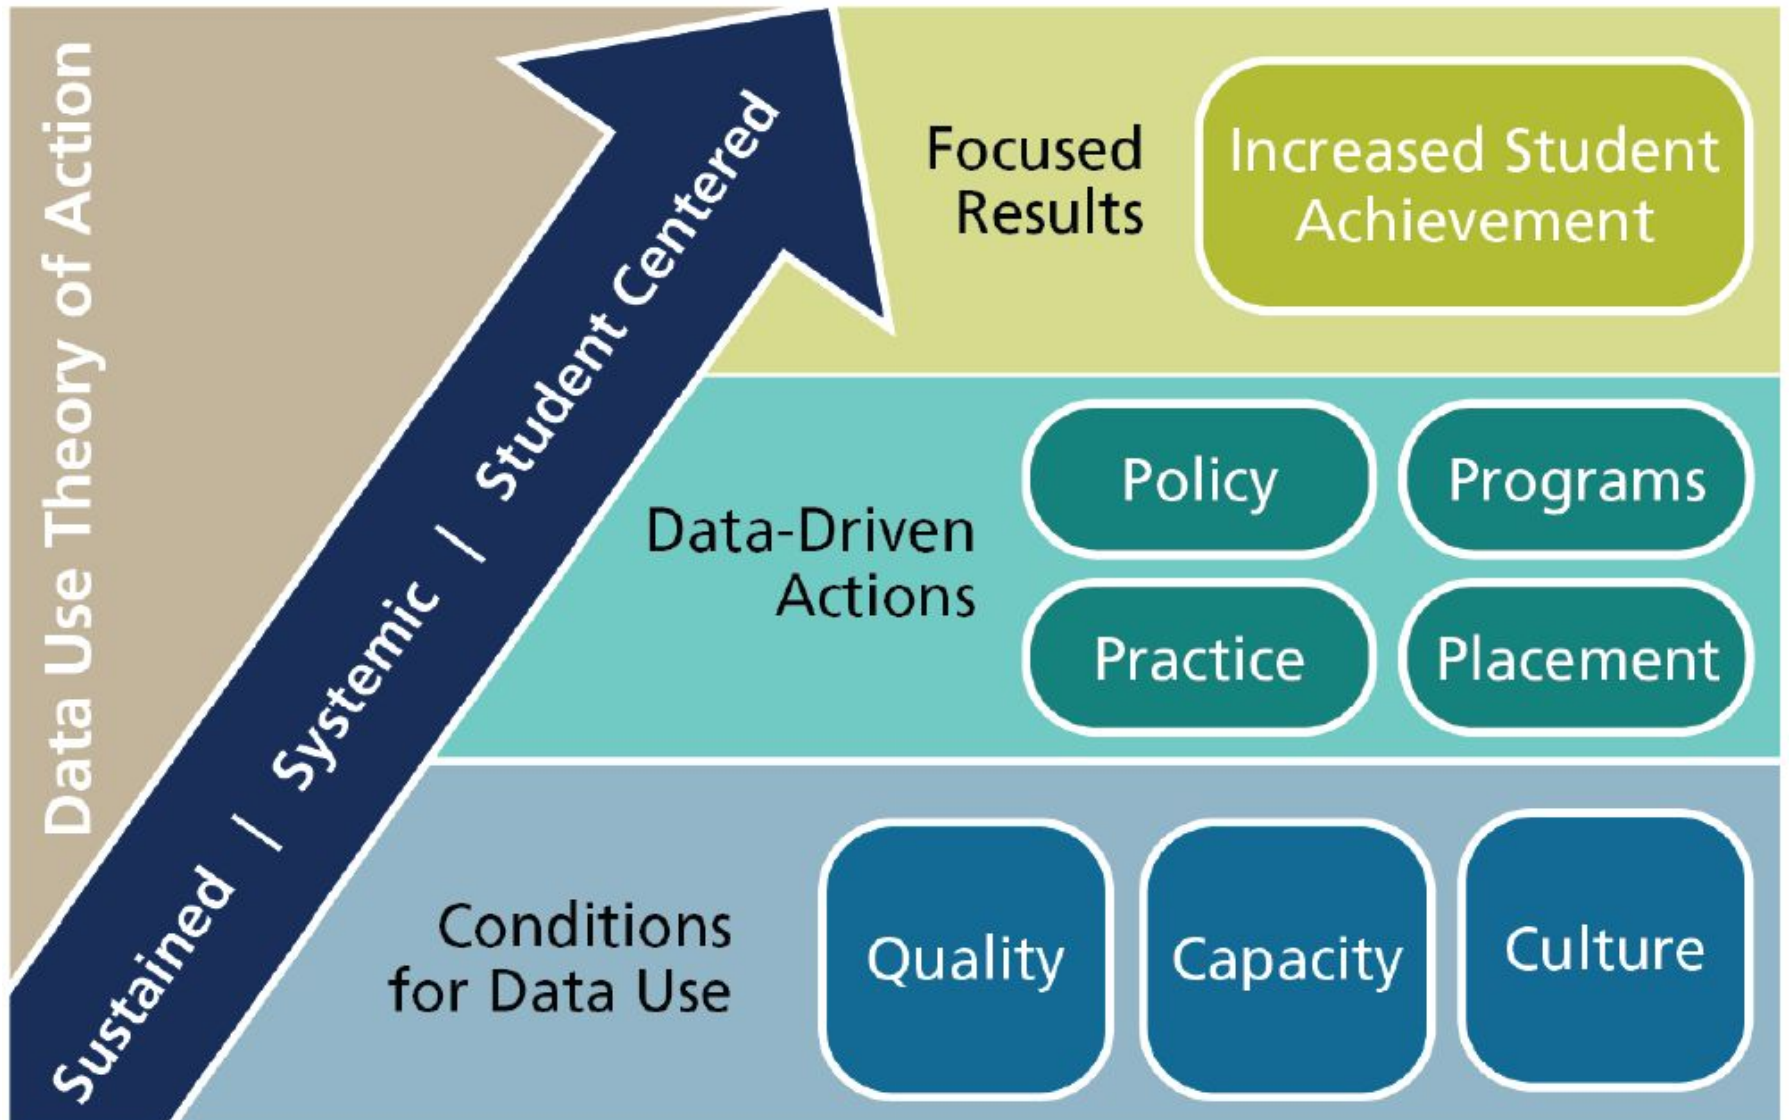 Data Use Theory of Action
Sustained | Systemic | Student Centered
Focused
Results
Increased Student
Achievement
Data-Driven
Actions
Policy
Programs
Practice
Placement
Conditions
for Data Use
Quality
Capacity
Culture